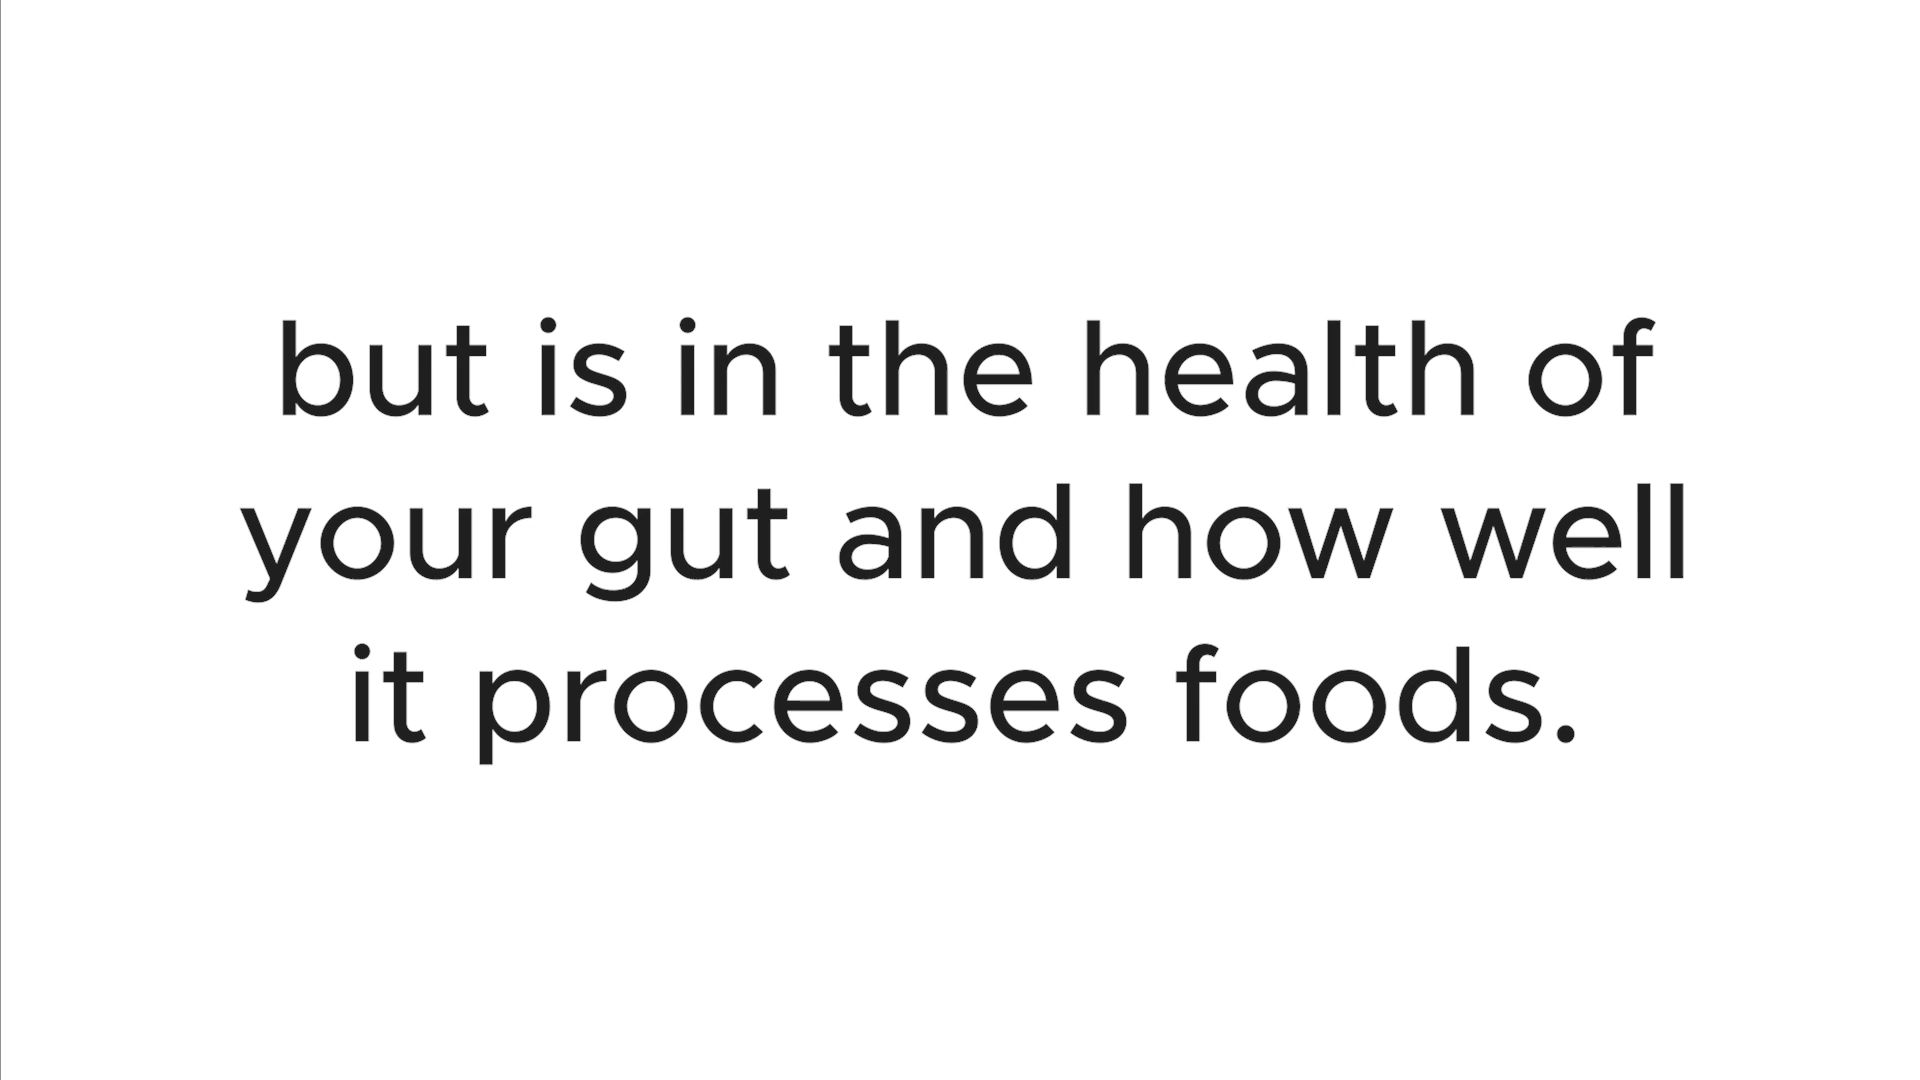 but is in the health of
your gut and how well
it processes foods.